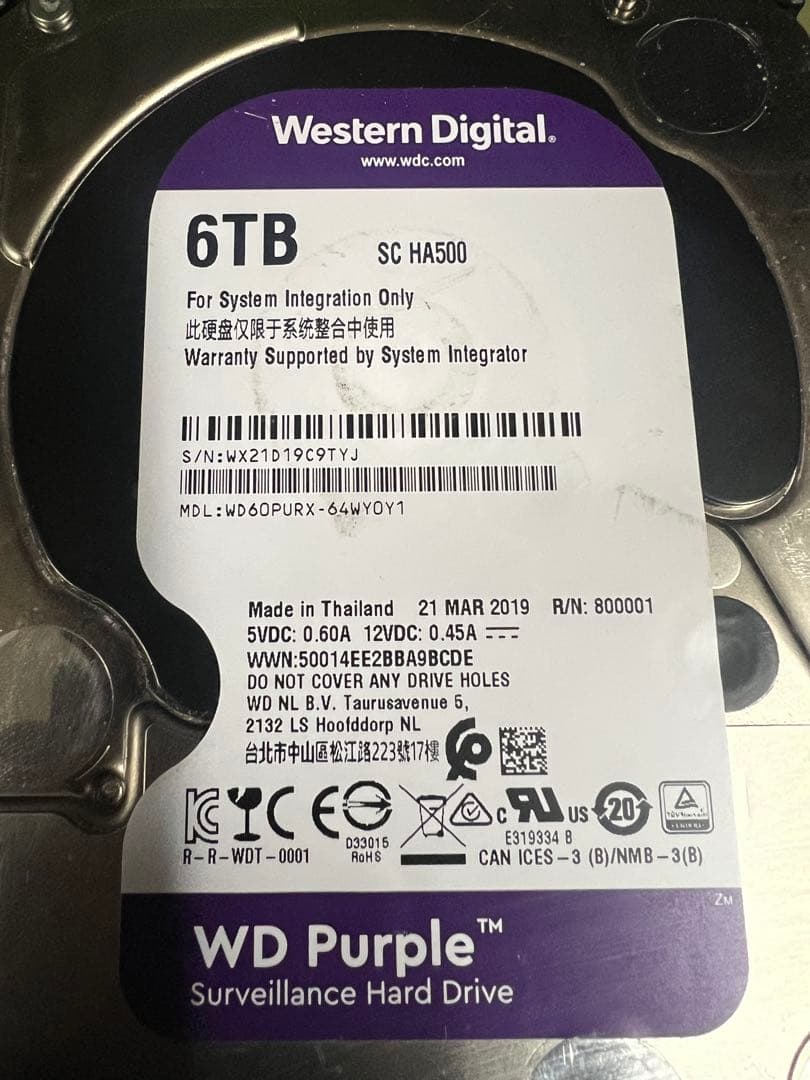 Western Digital®
www.wdc.com
6TB SC HA500
For System Integration Only
此硬盘仅限于系统整合中使用
Warranty Supported by System Integrator
S/N:WX21D19C9TYJ
MDL:WD60PURX-64WY0Y1
Made in Thailand 21 MAR 2019 R/N: 800001
5VDC: 0.60A 12VDC: 0.45A
WWN:50014EE2BBA9BCDE
DO NOT COVER ANY DRIVE HOLES
WD NL B.V. Taurusavenue 5,
2132 LS Hoofddorp NL
台北市中山區松江路223號17樓
R-R-WDT-0001
D33015
RoHS
c US
20
E319334 B
CAN ICES-3 (B)/NMB-3(B)
ZM
WD Purple™
Surveillance Hard Drive